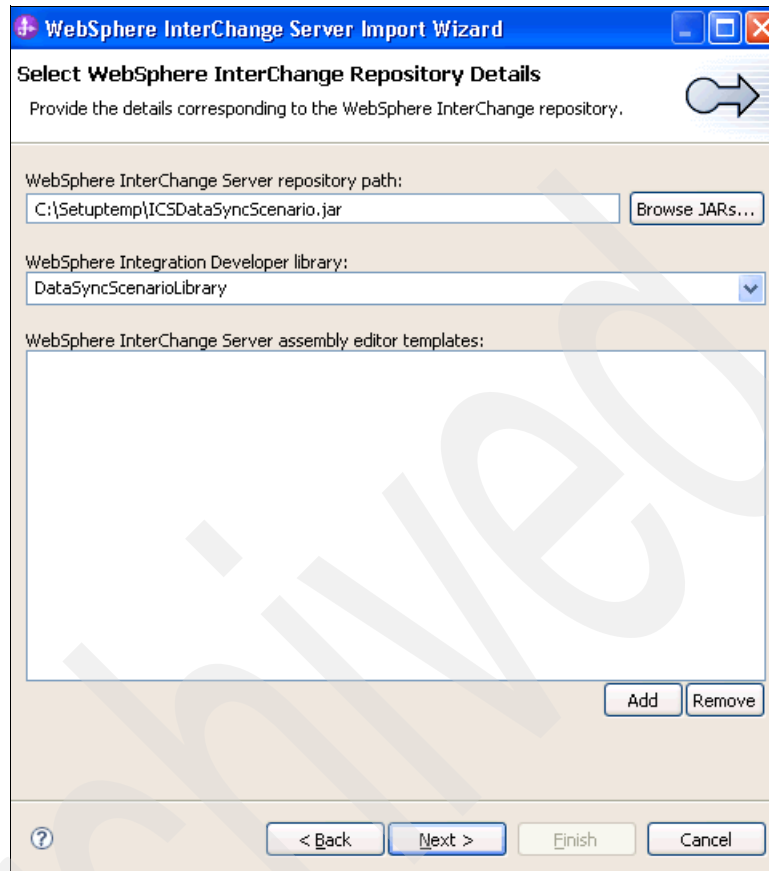 WebSphere InterChange Server Import Wizard
Select WebSphere InterChange Repository Details
Provide the details corresponding to the WebSphere InterChange repository.
WebSphere InterChange Server repository path:
C:\Setuptemp\ICSDataSyncScenario.jar
Browse JARs...
WebSphere Integration Developer library:
DataSyncScenarioLibrary
WebSphere InterChange Server assembly editor templates:
Add
Remove
?
< Back
Next >
Finish
Cancel